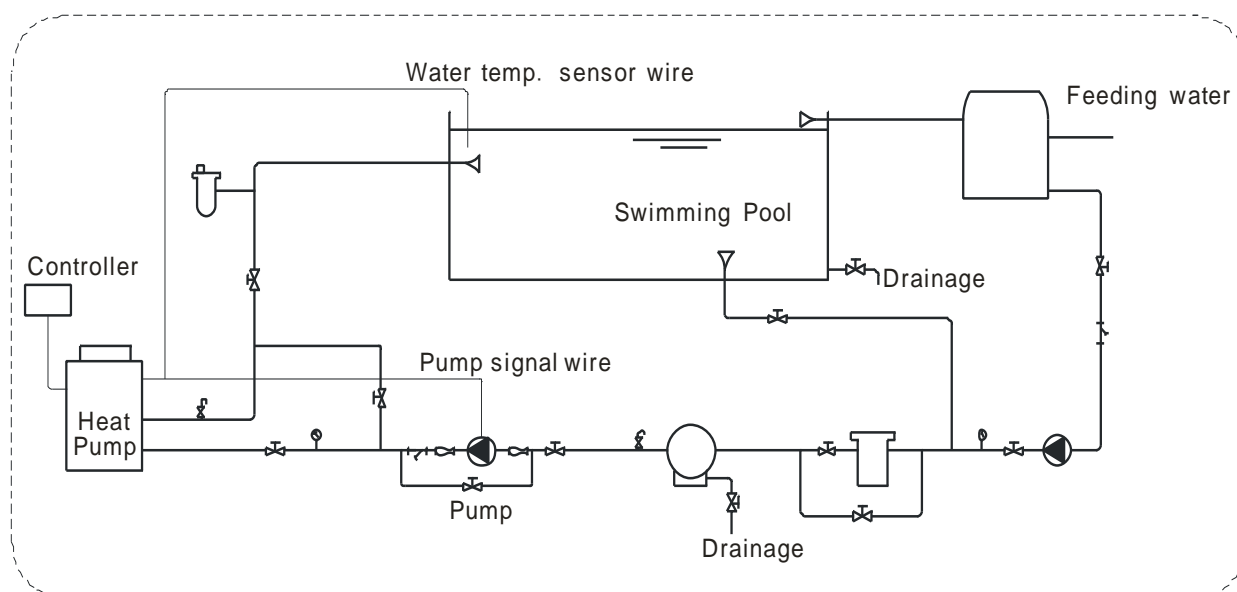 Water temp. sensor wire
Feeding water
Swimming Pool
Controller
Drainage
Pump signal wire
Heat
Pump
Pump
Drainage